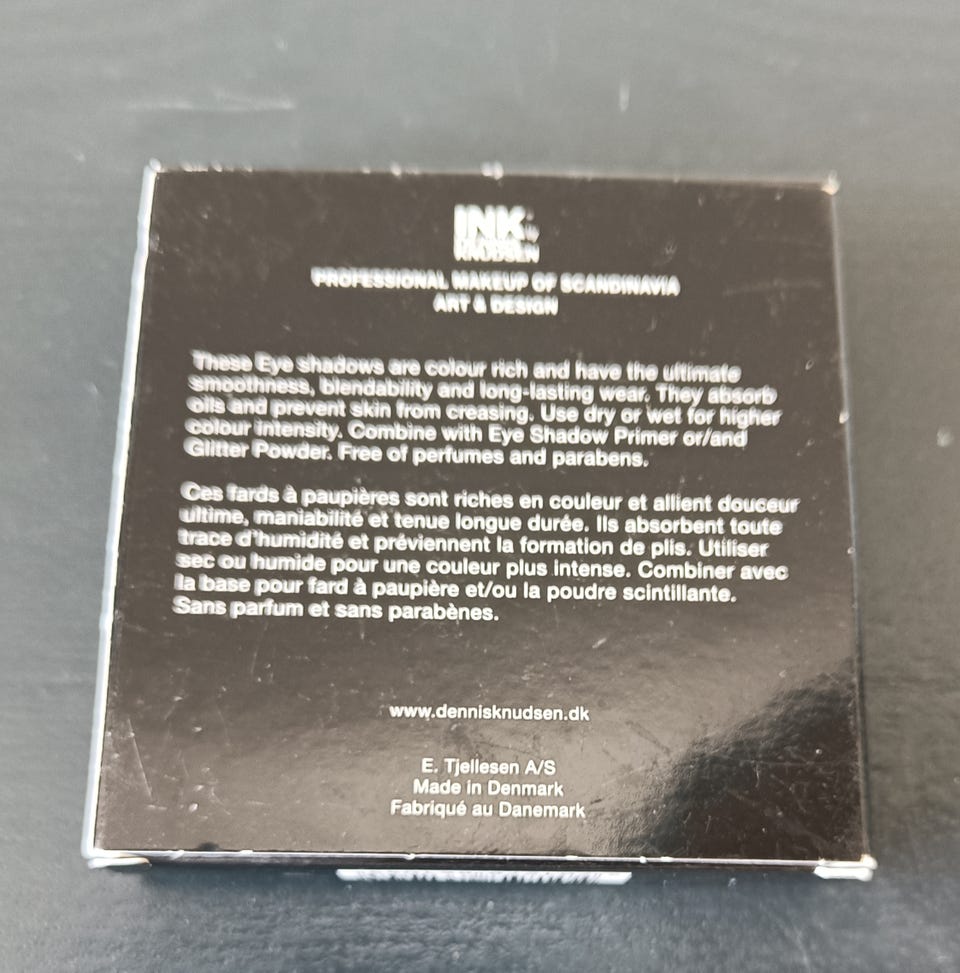 INK
KNUDSEN
PROFESSIONAL MAKEUP OF SCANDINAVIA
ART & DESIGN
These Eye shadows are colour rich and have the ultimate
smoothness, blendability and long-lasting wear. They absorb
oils and prevent skin from creasing. Use dry or wet for higher
colour intensity. Combine with Eye Shadow Primer or/and
Glitter Powder. Free of perfumes and parabens.
Ces fards à paupières sont riches en couleur et allient douceur
ultime, maniabilité et tenue longue durée. Ils absorbent toute
trace d'humidité et préviennent la formation de plis. Utiliser
sec ou humide pour une couleur plus intense. Combiner avec
la base pour fard à paupière et/ou la poudre scintillante.
Sans parfum et sans parabènes.
www.dennisknudsen.dk
E. Tjellesen A/S
Made in Denmark
Fabriqué au Danemark